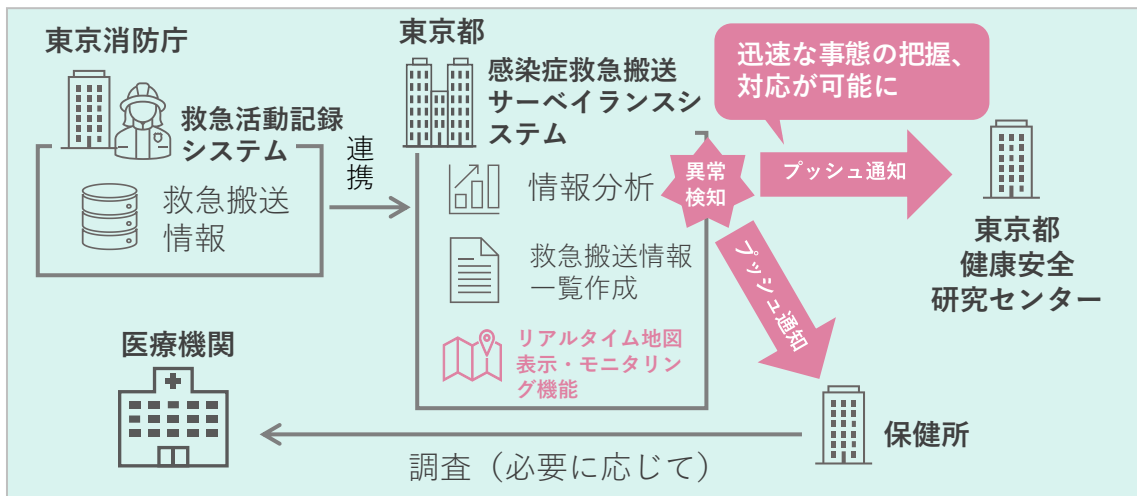 東京消防庁
救急活動記録
システム
救急搬送
情報
連携
東京都
感染症救急搬送
サーベイランスシ
ステム
情報分析
救急搬送情報
一覧作成
リアルタイム地図
表示・モニタリン
グ機能
異常
検知
迅速な事態の把握、
対応が可能に
プッシュ通知
東京都
健康安全
研究センター
プッシュ通知
保健所
調査（必要に応じて）
医療機関